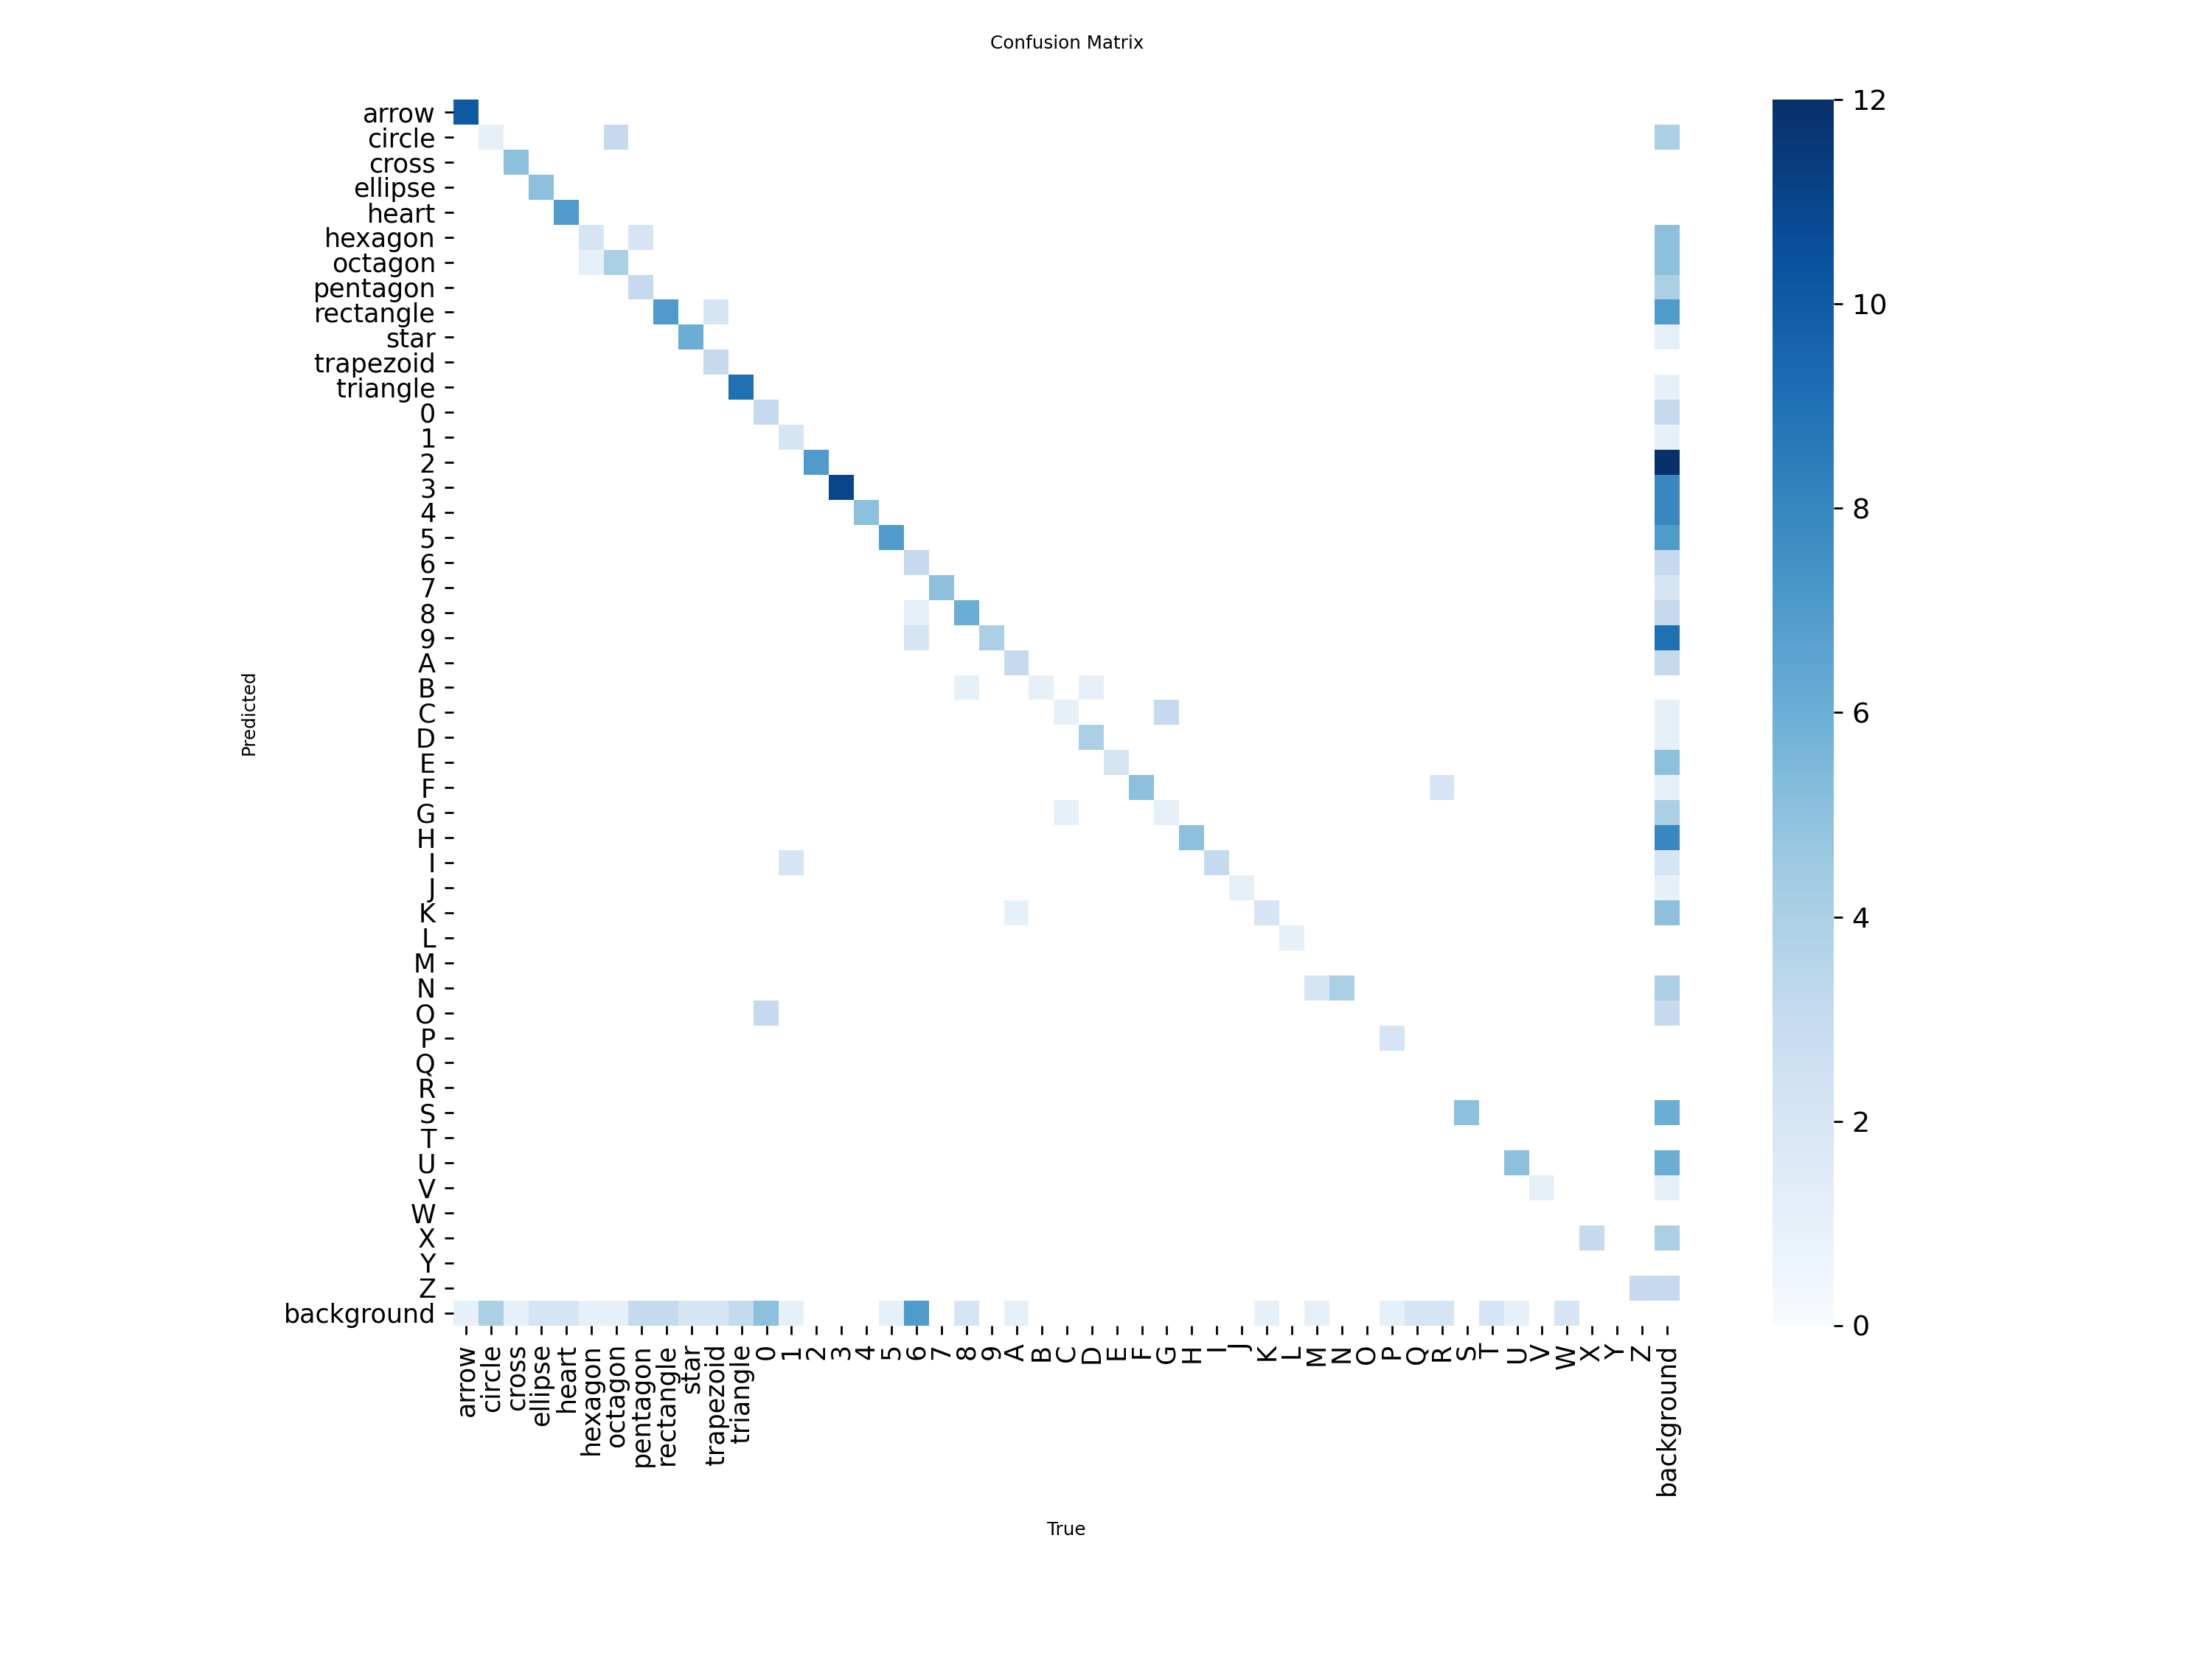 Confusion Matrix
arrow
circle
cross
ellipse
heart
hexagon
octagon
pentagon
rectangle
star
trapezoid
triangle
0
1
2
3
4
5
6
7
8
9
A
B
C
D
E
F
G
H
I
J
K
L
M
N
O
P
Q
R
S
T
U
V
W
X
Y
Z
background
Predicted
arrow
circle
cross
ellipse
heart
hexagon
octagon
pentagon
rectangle
star
trapezoid
triangle
0
1
2
3
4
5
6
7
8
9
A
B
C
D
E
F
G
H
I
J
K
L
M
N
O
P
Q
R
S
T
U
V
W
X
Y
Z
background
True
12
10
8
6
4
2
0